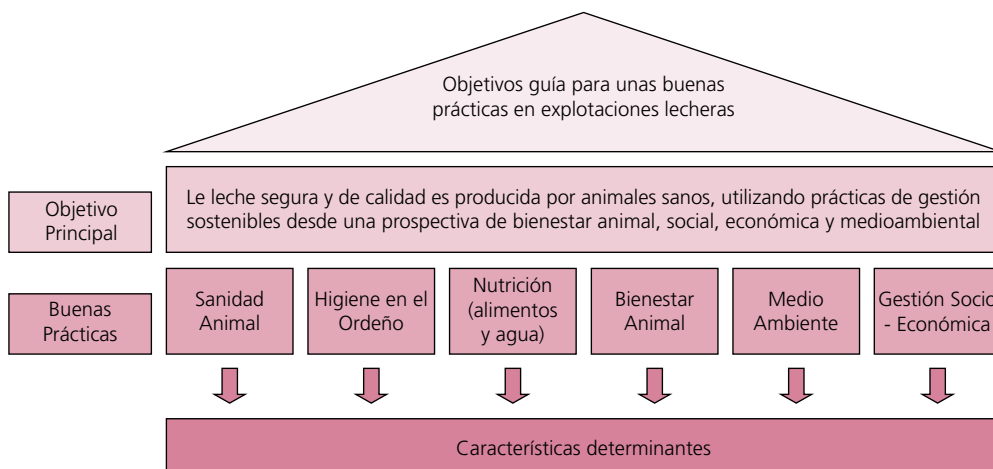 Objetivos guía para unas buenas
prácticas en explotaciones lecheras
Objetivo
Principal
Le leche segura y de calidad es producida por animales sanos, utilizando prácticas de gestión
sostenibles desde una prospectiva de bienestar animal, social, económica y medioambiental
Buenas
Prácticas
Sanidad
Animal
Higiene en el
Ordeño
Nutrición
(alimentos
y agua)
Bienestar
Animal
Medio
Ambiente
Gestión Socio
- Económica
Características determinantes